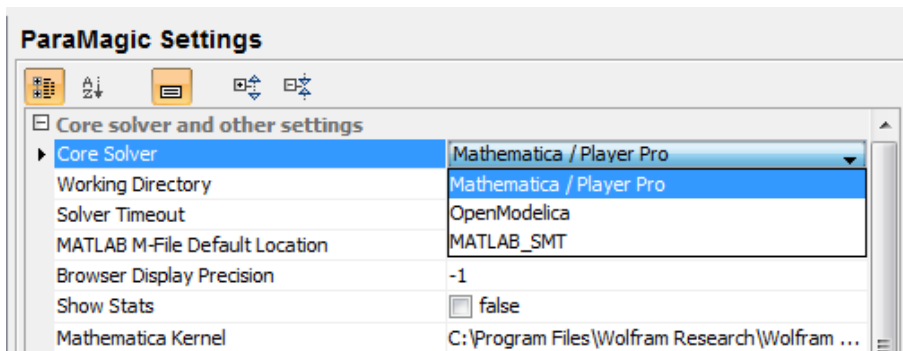 ParaMagic Settings
Core solver and other settings
Core Solver Mathematica / Player Pro
Working Directory Mathematica / Player Pro
Solver Timeout OpenModelica
MATLAB M-File Default Location MATLAB_SMT
Browser Display Precision -1
Show Stats false
Mathematica Kernel C:\Program Files\Wolfram Research\Wolfram ...